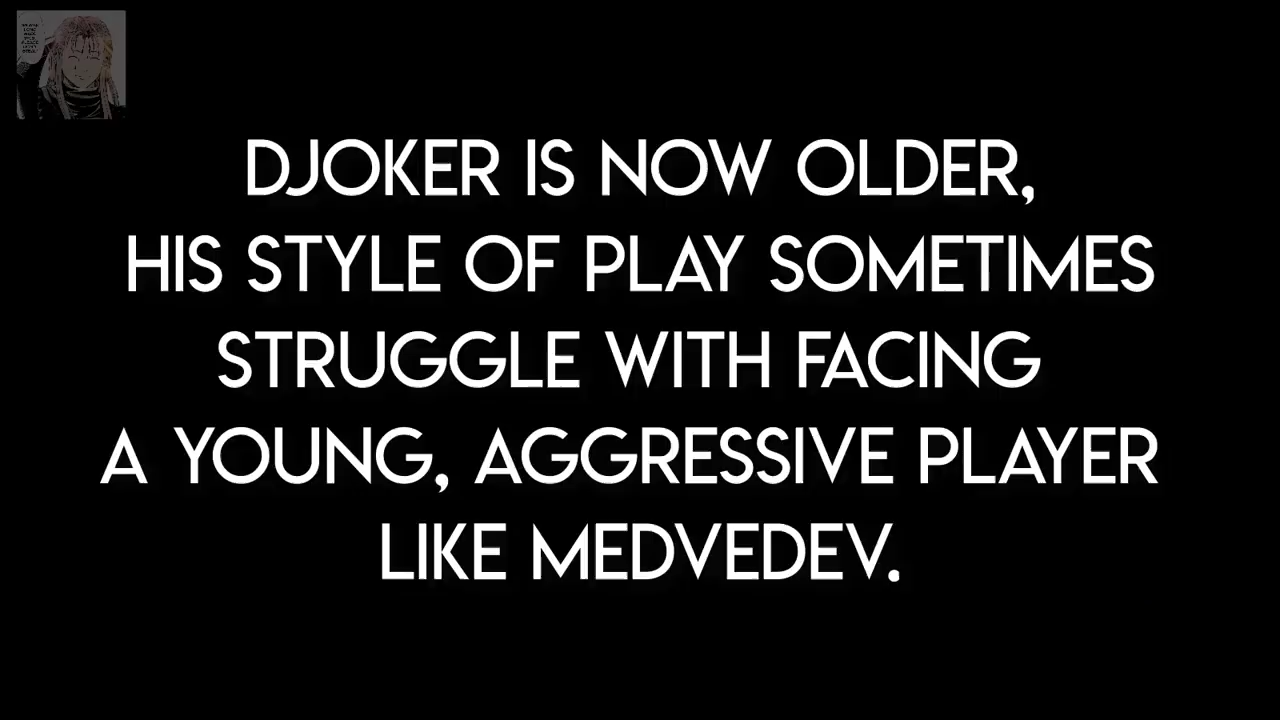 DJOKER IS NOW OLDER,
HIS STYLE OF PLAY SOMETIMES
STRUGGLE WITH FACING
A YOUNG, AGGRESSIVE PLAYER
LIKE MEDVEDEV.